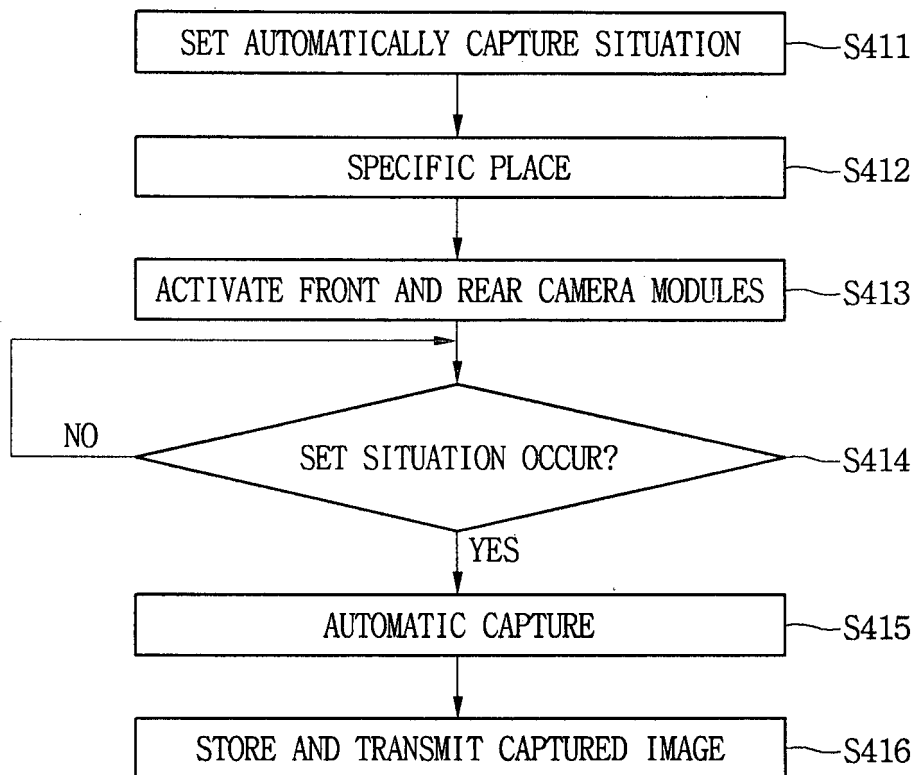 SET AUTOMATICALLY CAPTURE SITUATION S411
SPECIFIC PLACE S412
ACTIVATE FRONT AND REAR CAMERA MODULES S413
NO
SET SITUATION OCCUR? S414
YES
AUTOMATIC CAPTURE S415
STORE AND TRANSMIT CAPTURED IMAGE S416